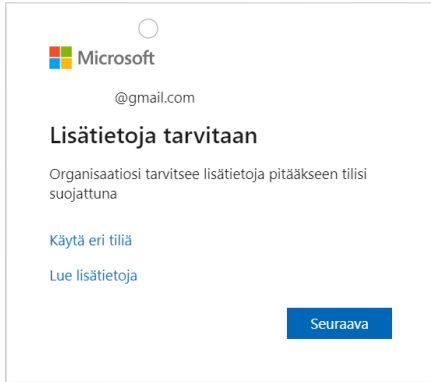 Microsoft
@gmail.com
Lisätietoja tarvitaan
Organisaatiosi tarvitsee lisätietoja pitääkseen tilisi
suojattuna
Käytä eri tiliä
Lue lisätietoja
Seuraava